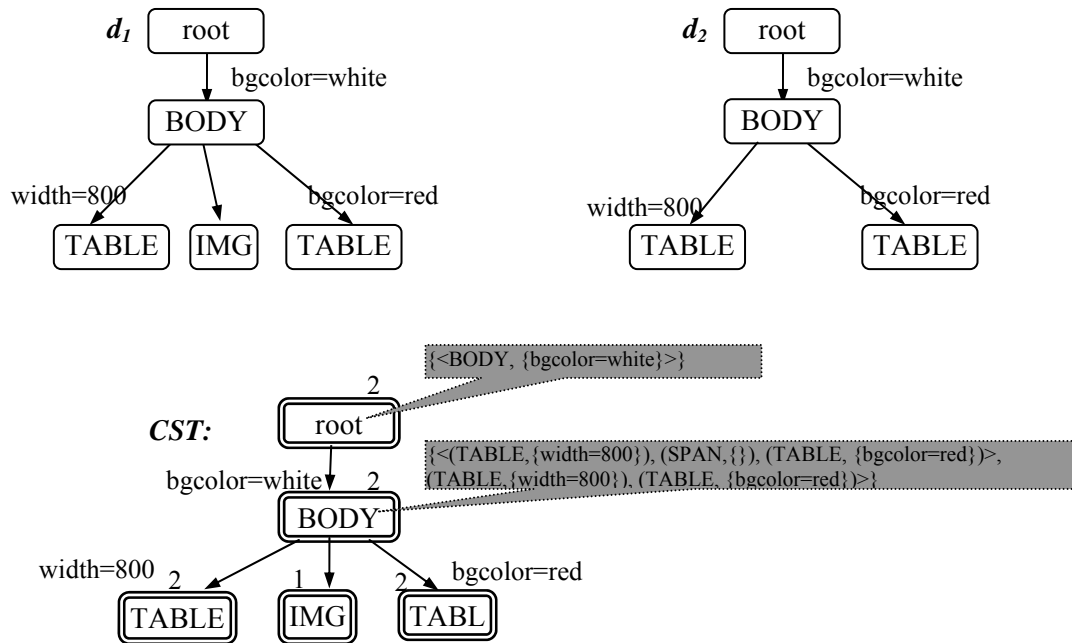 d1 root d2 root
bgcolor=white bgcolor=white
BODY BODY
width=800 bgcolor=red width=800 bgcolor=red
TABLE IMG TABLE TABLE TABLE
{<BODY, {bgcolor=white}>}
2
CST: root
{<(TABLE,{width=800}), (SPAN,{}), (TABLE, {bgcolor=red})>,
(TABLE,{width=800}), (TABLE, {bgcolor=red})>}
bgcolor=white 2
BODY
width=800 2 1 2 bgcolor=red
TABLE IMG TABL